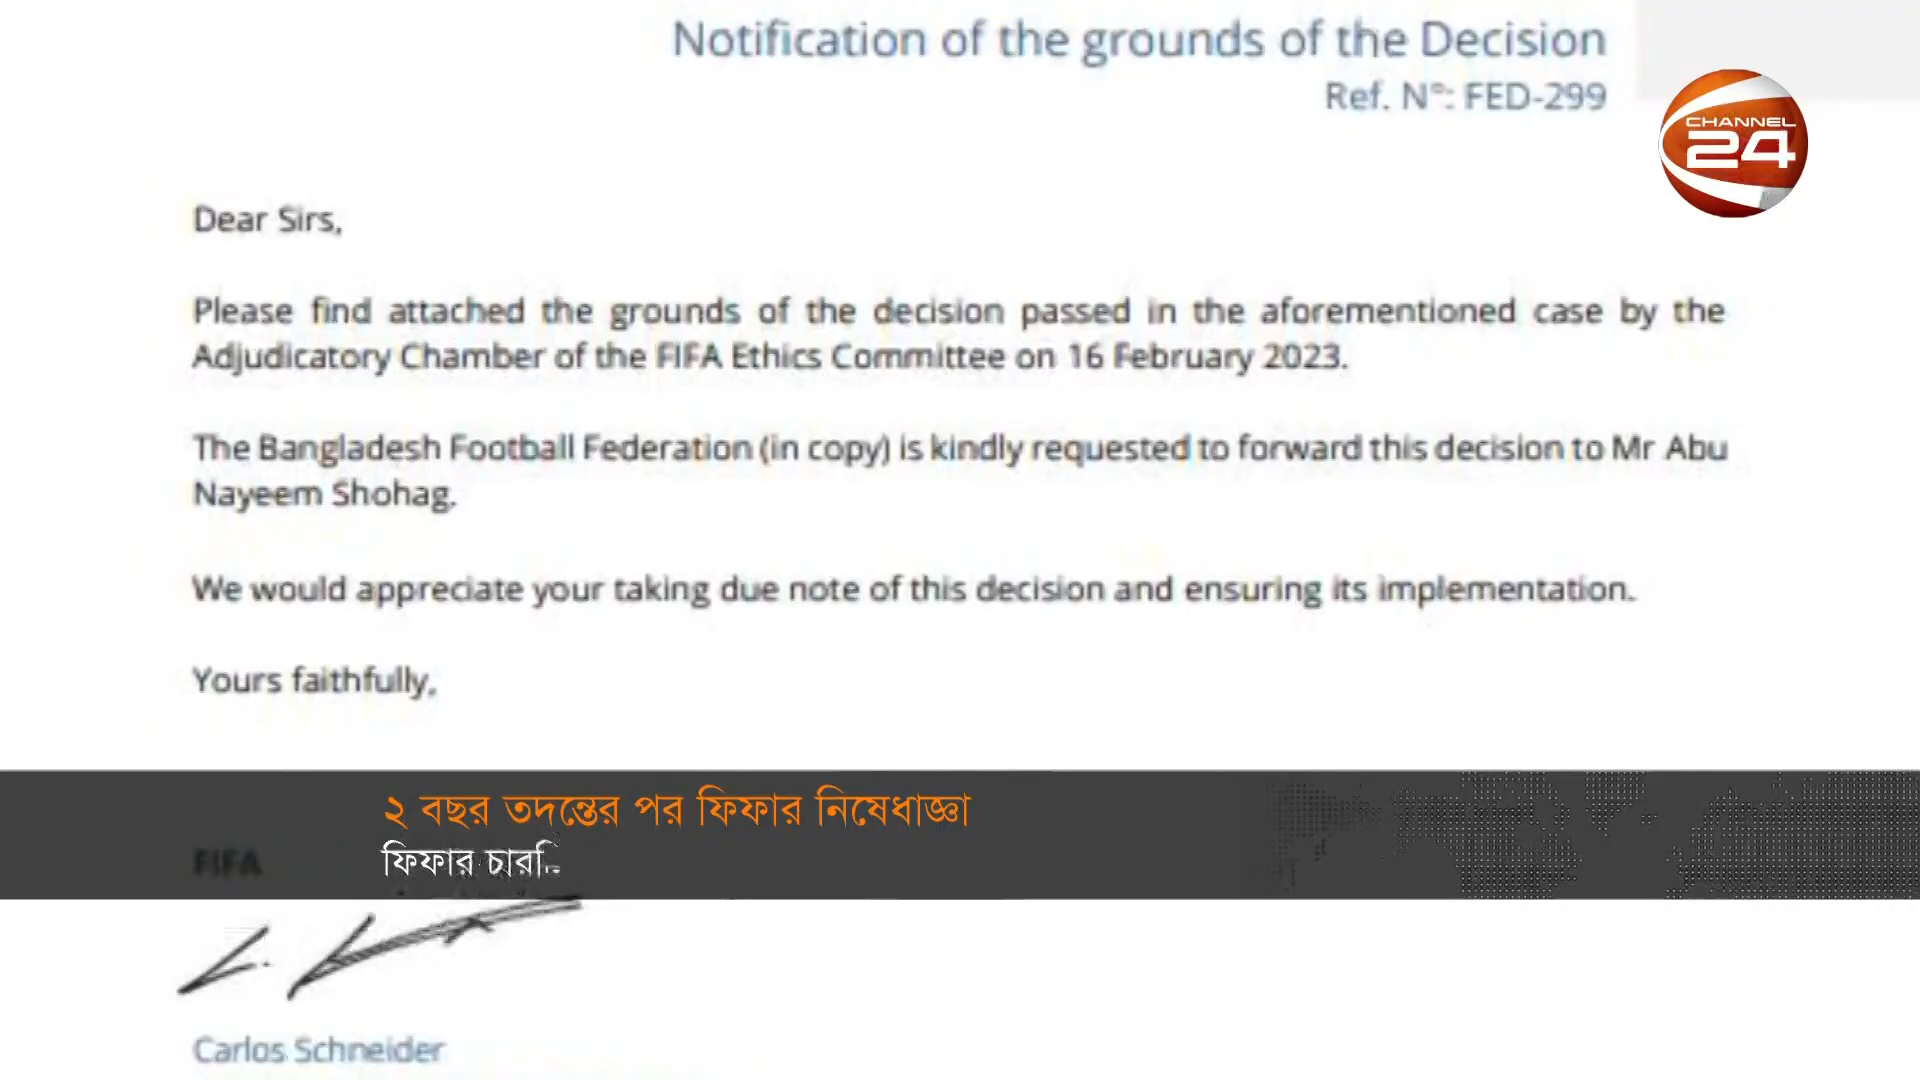 Notification of the grounds of the Decision
Ref. N°: FED-299
CHANNEL
24
Dear Sirs,
Please find attached the grounds of the decision passed in the aforementioned case by the
Adjudicatory Chamber of the FIFA Ethics Committee on 16 February 2023.
The Bangladesh Football Federation (in copy) is kindly requested to forward this decision to Mr Abu
Nayeem Shohag.
We would appreciate your taking due note of this decision and ensuring its implementation.
Yours faithfully,
২ বছর তদন্তের পর ফিফার নিষেধাজ্ঞা
FIFA
ফিফার
Carlos Schneider